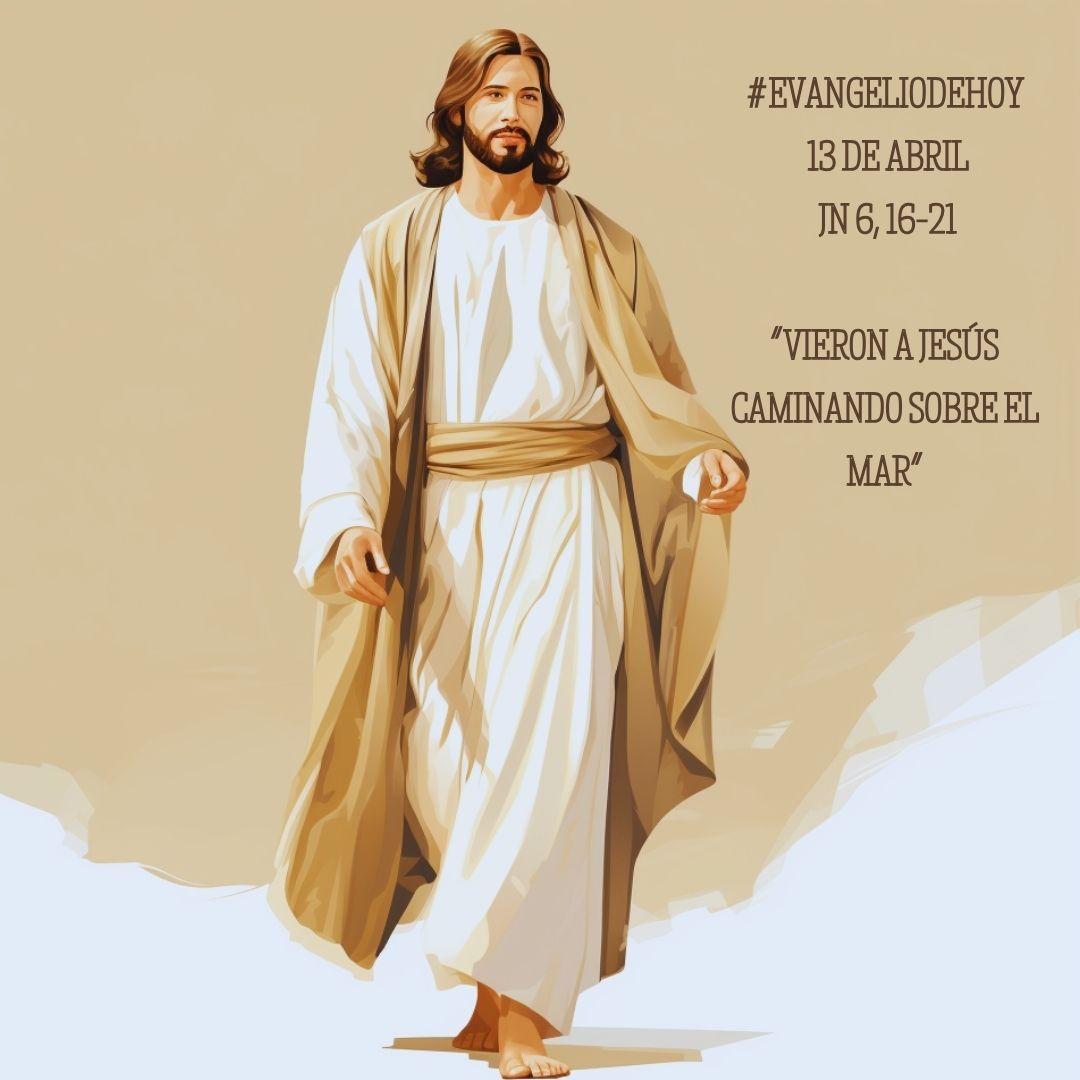 #EVANGELIODEHOY
13 DE ABRIL
JN 6, 16-21
"VIERON A JESÚS
CAMINANDO SOBRE EL
MAR"